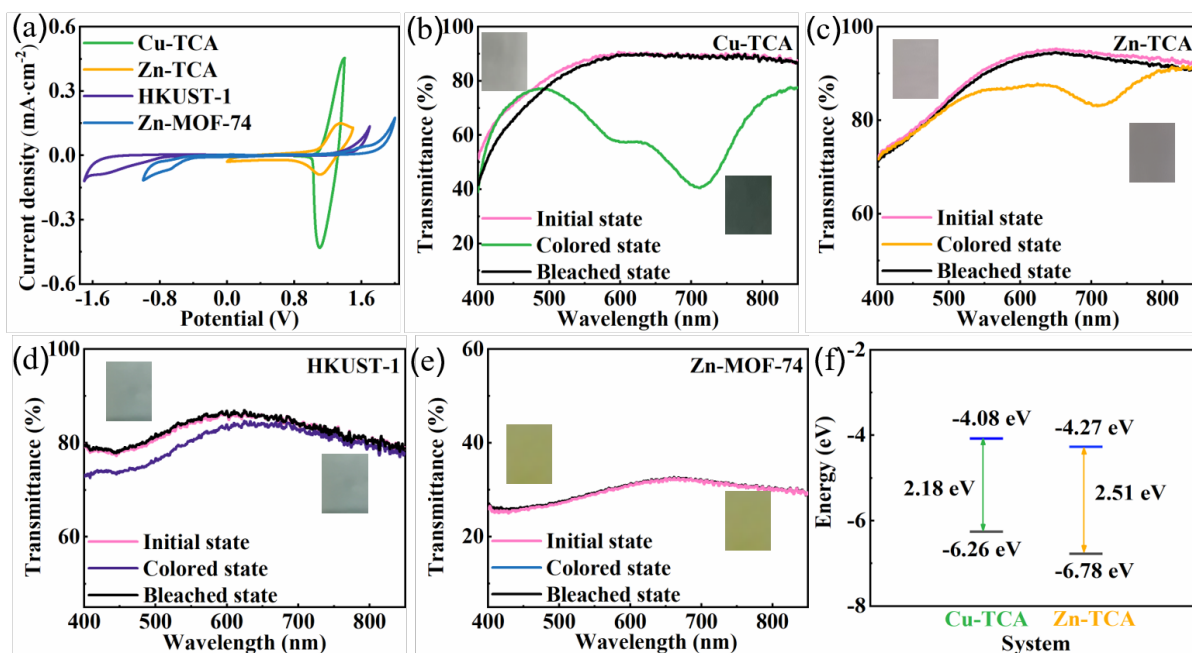 (a)
0.6
0.3
0.0
-0.3
-0.6
Current density (mA·cm⁻²)
Cu-TCA
Zn-TCA
HKUST-1
Zn-MOF-74
-1.6 -0.8 0.0 0.8 1.6
Potential (V)
(b)
Cu-TCA
100
80
60
40
20
Transmittance (%)
Initial state
Colored state
Bleached state
400 500 600 700 800
Wavelength (nm)
(c)
Zn-TCA
100
80
60
Transmittance (%)
Initial state
Colored state
Bleached state
400 500 600 700 800
Wavelength (nm)
(d)
HKUST-1
100
80
60
Transmittance (%)
Initial state
Colored state
Bleached state
400 500 600 700 800
Wavelength (nm)
(e)
Zn-MOF-74
60
40
20
Transmittance (%)
Initial state
Colored state
Bleached state
400 500 600 700 800
Wavelength (nm)
(f)
-2
-4
-6
-8
Energy (eV)
-4.08 eV
2.18 eV
-6.26 eV
-4.27 eV
2.51 eV
-6.78 eV
Cu-TCA Zn-TCA
System